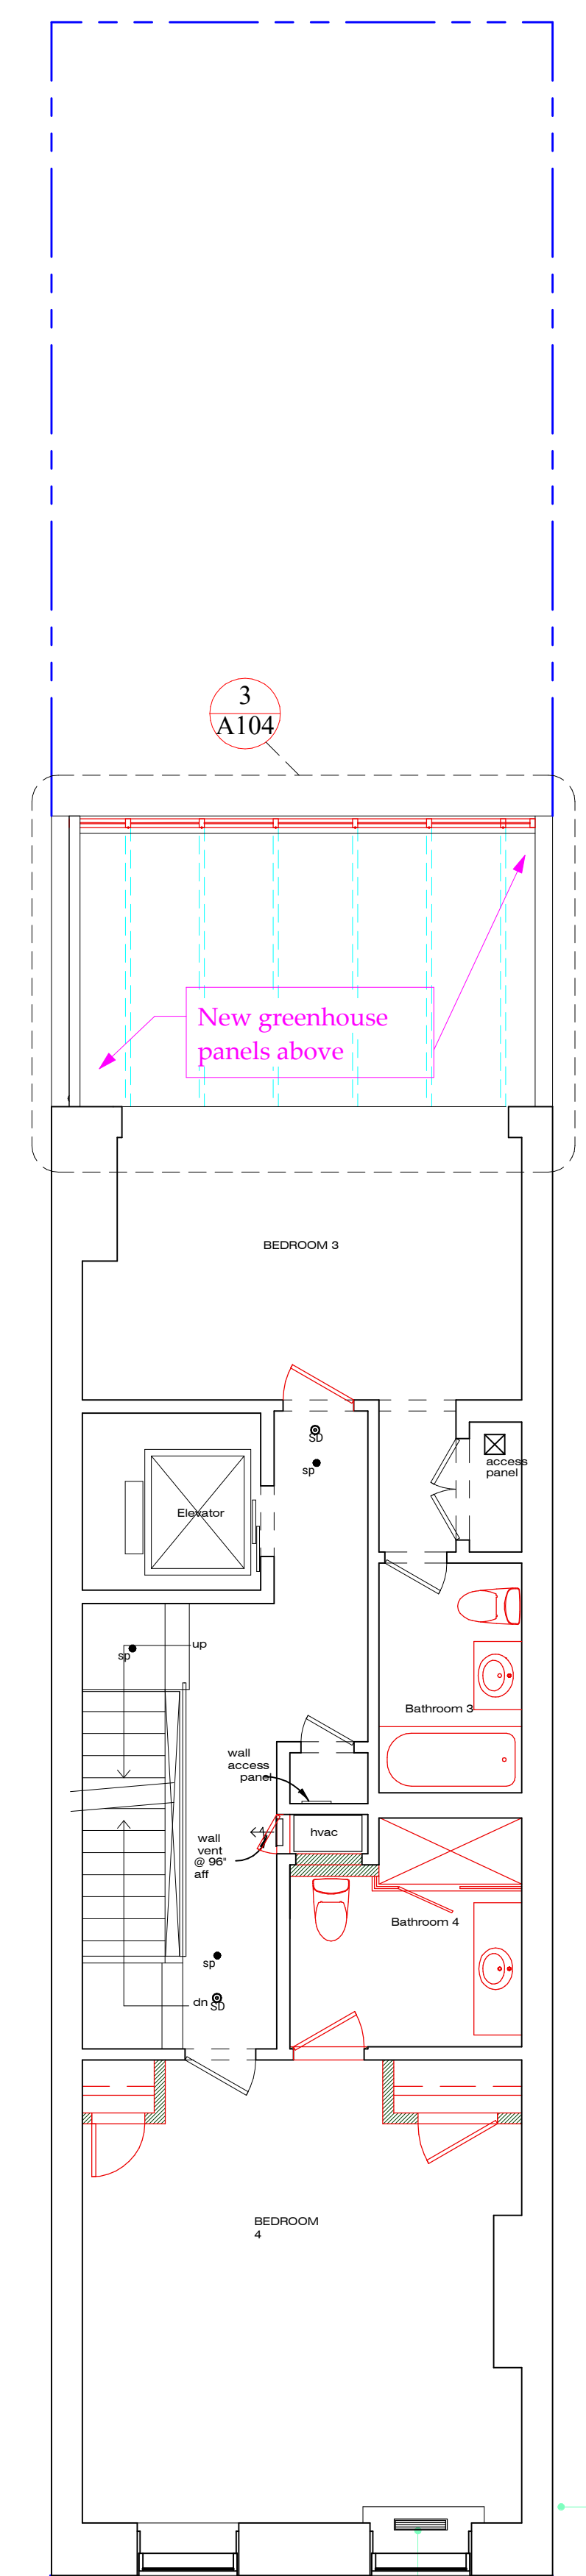 3
A104
New greenhouse
panels above
BEDROOM 3
SD
sp
access
panel
Elevator
up
sp
Bathroom 3
wall
access
panel
hvac
wall
vent
@ 96"
aff
Bathroom 4
sp
dn
SD
BEDROOM
4